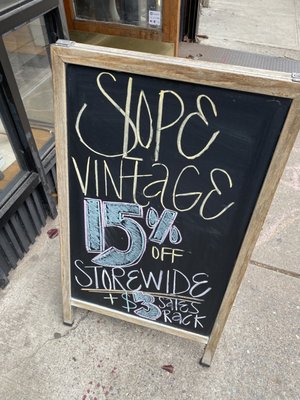 Slope
VINTAGE
15% OFF
STOREWIDE
+ $3 SALES RACK